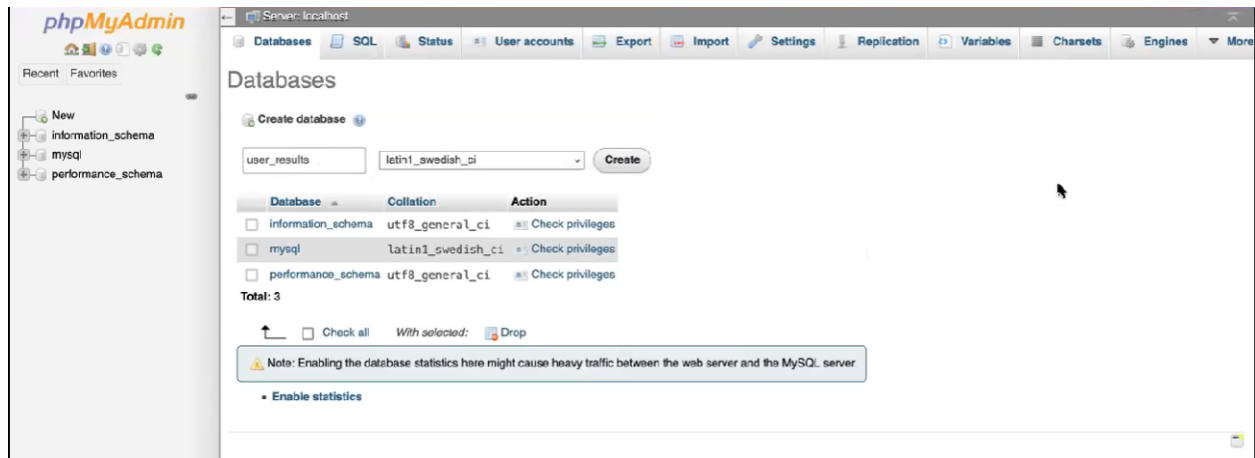 phpMyAdmin
Recent Favorites
New
information_schema
mysql
performance_schema
Server: localhost
Databases SQL Status User accounts Export Import Settings Replication Variables Charsets Engines More
Databases
Create database
user_results latin1_swedish_ci Create
Database Collation Action
information_schema utf8_general_ci Check privileges
mysql latin1_swedish_ci Check privileges
performance_schema utf8_general_ci Check privileges
Total: 3
Check all With selected: Drop
Note: Enabling the database statistics here might cause heavy traffic between the web server and the MySQL server.
Enable statistics